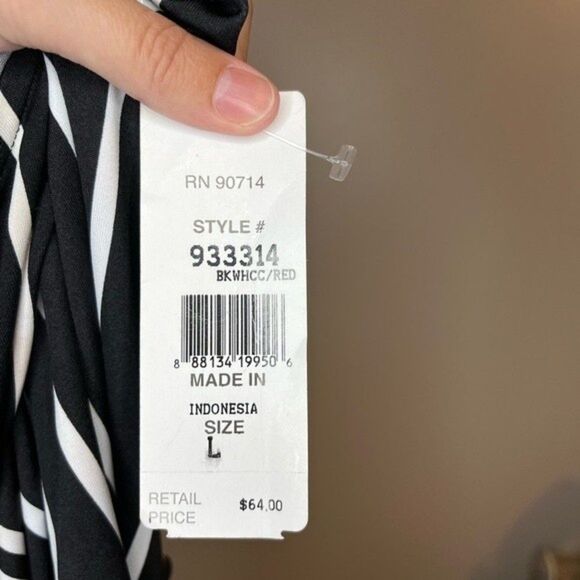 RN 90714
STYLE #
933314
BKWHCC/RED
8 88134 19950 6
MADE IN
INDONESIA
SIZE
L
RETAIL
PRICE $64.00